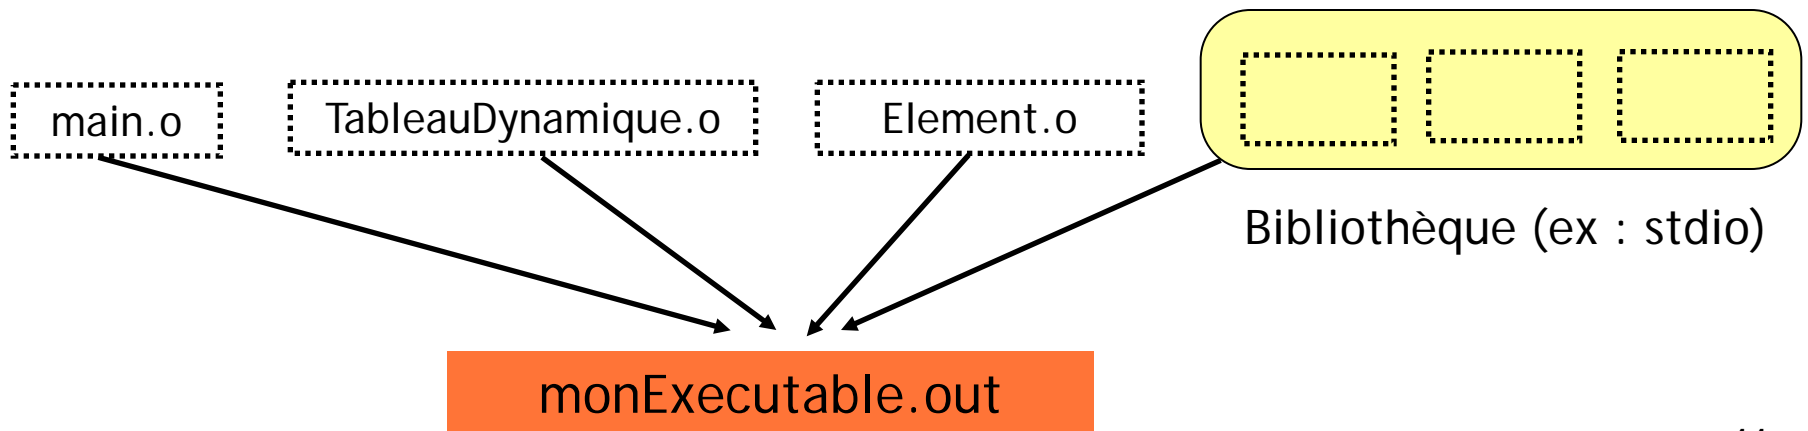 main.o
TableauDynamique.o
Element.o
Bibliothèque (ex : stdio)
monExecutable.out